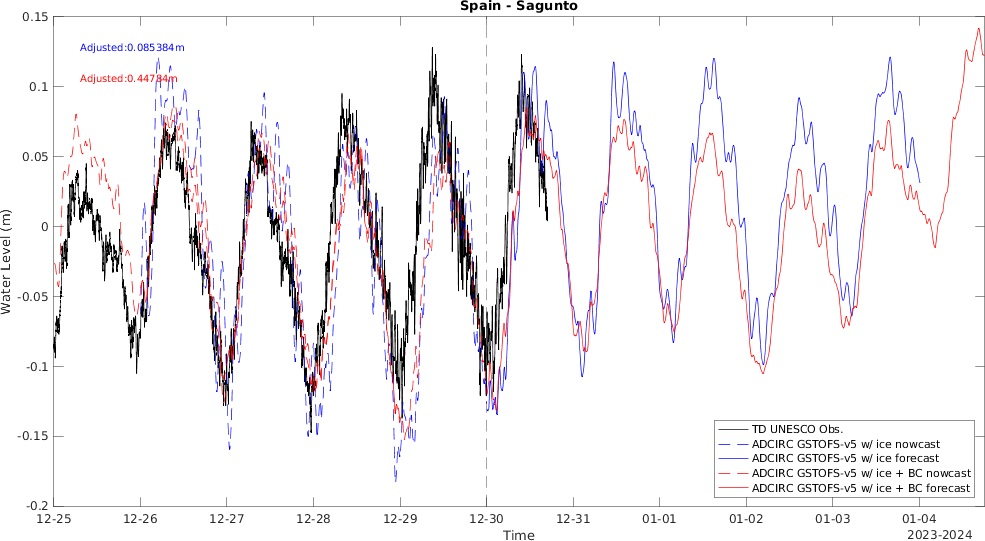 Spain - Sagunto
Adjusted:0.085384m
Adjusted:0.44784m
0.15
0.1
0.05
0
-0.05
-0.1
-0.15
-0.2
Water Level (m)
TD UNESCO Obs.
ADCIRC GSTOFS-v5 w/ ice nowcast
ADCIRC GSTOFS-v5 w/ ice forecast
ADCIRC GSTOFS-v5 w/ ice + BC nowcast
ADCIRC GSTOFS-v5 w/ ice + BC forecast
12-25 12-26 12-27 12-28 12-29 12-30 12-31 01-01 01-02 01-03 01-04
Time
2023-2024